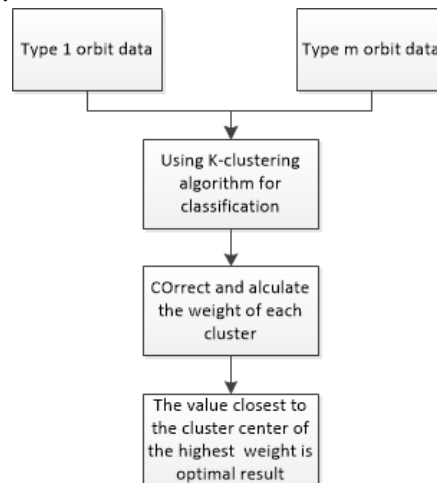 Type 1 orbit data
Type m orbit data
Using K-clustering
algorithm for
classification
COrrect and alculate
the weight of each
cluster
The value closest to
the cluster center of
the highest weight is
optimal result